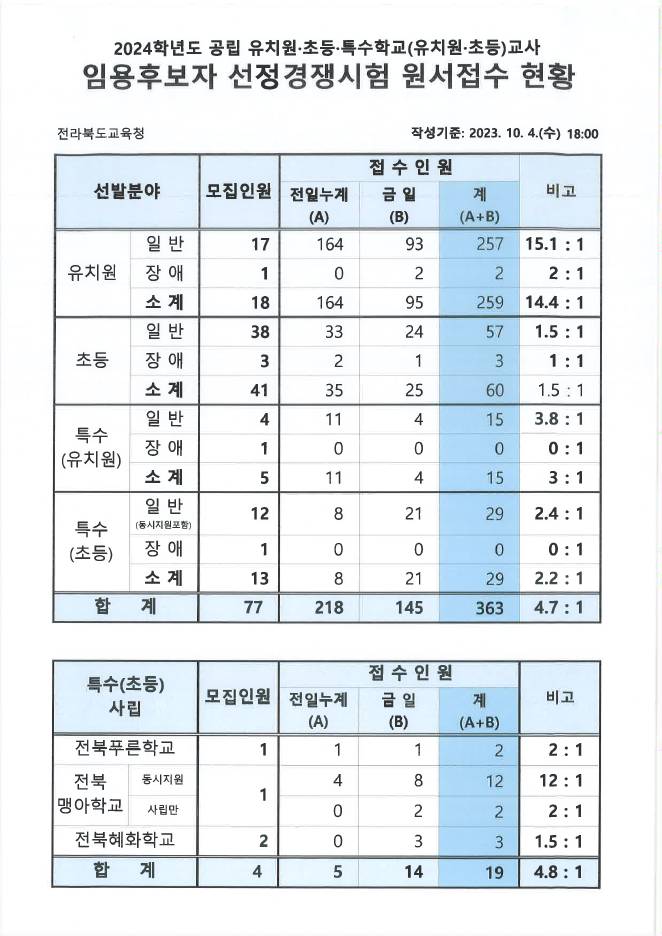 2024학년도 공립 유치원·초등·특수학교(유치원·초등)교사
임용후보자 선정경쟁시험 원서접수 현황
전라북도교육청 작성기준: 2023. 10. 4.(수) 18:00
선발분야 모집인원 접수인원 비고
전일누계 (A) 금일 (B) 계 (A+B)
유치원 일반 17 164 93 257 15.1 : 1
장애 1 0 2 2 2 : 1
소계 18 164 95 259 14.4 : 1
초등 일반 38 33 24 57 1.5 : 1
장애 3 2 1 3 1 : 1
소계 41 35 25 60 1.5 : 1
특수 (유치원) 일반 4 11 4 15 3.8 : 1
장애 1 0 0 0 0 : 1
소계 5 11 4 15 3 : 1
특수 (초등) 일반 (동시지원포함) 12 8 21 29 2.4 : 1
장애 1 0 0 0 0 : 1
소계 13 8 21 29 2.2 : 1
합 계 77 218 145 363 4.7 : 1
특수(초등) 사립 모집인원 접수인원 비고
전일누계 (A) 금일 (B) 계 (A+B)
전북푸른학교 1 1 1 2 2 : 1
전북맹아학교 동시지원 1 4 8 12 12 : 1
사립만 0 2 2 2 : 1
전북혜화학교 2 0 3 3 1.5 : 1
합 계 4 5 14 19 4.8 : 1